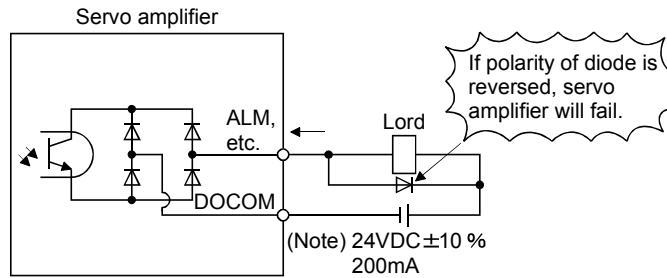 Servo amplifier
If polarity of diode is
reversed, servo
amplifier will fail.
ALM,
etc.
Lord
DOCOM
(Note) 24VDC±10 %
200mA